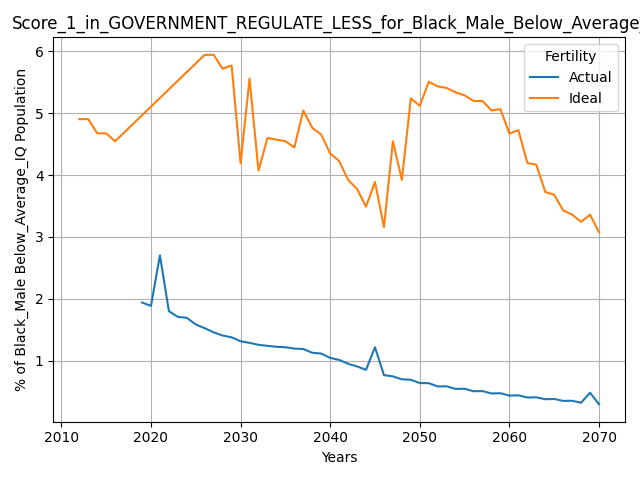 Score_1_in_GOVERNMENT_REGULATE_LESS_for_Black_Male_Below_Average_
Fertility
Actual
Ideal
% of Black_Male Below_Average_IQ Population
6
5
4
3
2
1
2010 2020 2030 2040 2050 2060 2070
Years